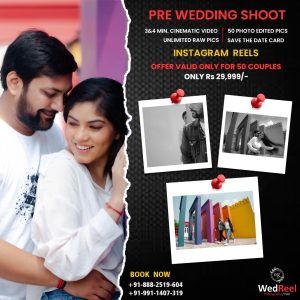 PRE WEDDING SHOOT
3&4 MIN. CINEMATIC VIDEO
50 PHOTO EDITED PICS
UNLIMITED RAW PICS
SAVE THE DATE CARD
INSTAGRAM REELS
OFFER VALID ONLY FOR 50 COUPLES
ONLY Rs 29,999/-
BOOK NOW
+91-888-2519-604
+91-991-1407-319
WedReel